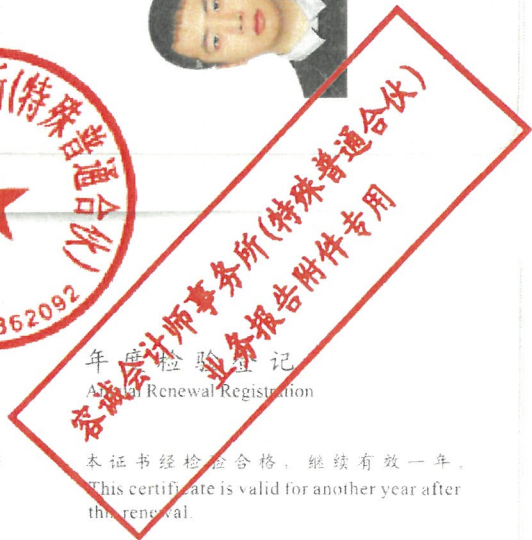 (特殊普通合伙)
362092
容诚会计师事务所(特殊普通合伙)
业务报告附件专用
年度检验登记
Annual Renewal Registration
本证书经检验合格，继续有效一年。
This certificate is valid for another year after
this renewal.